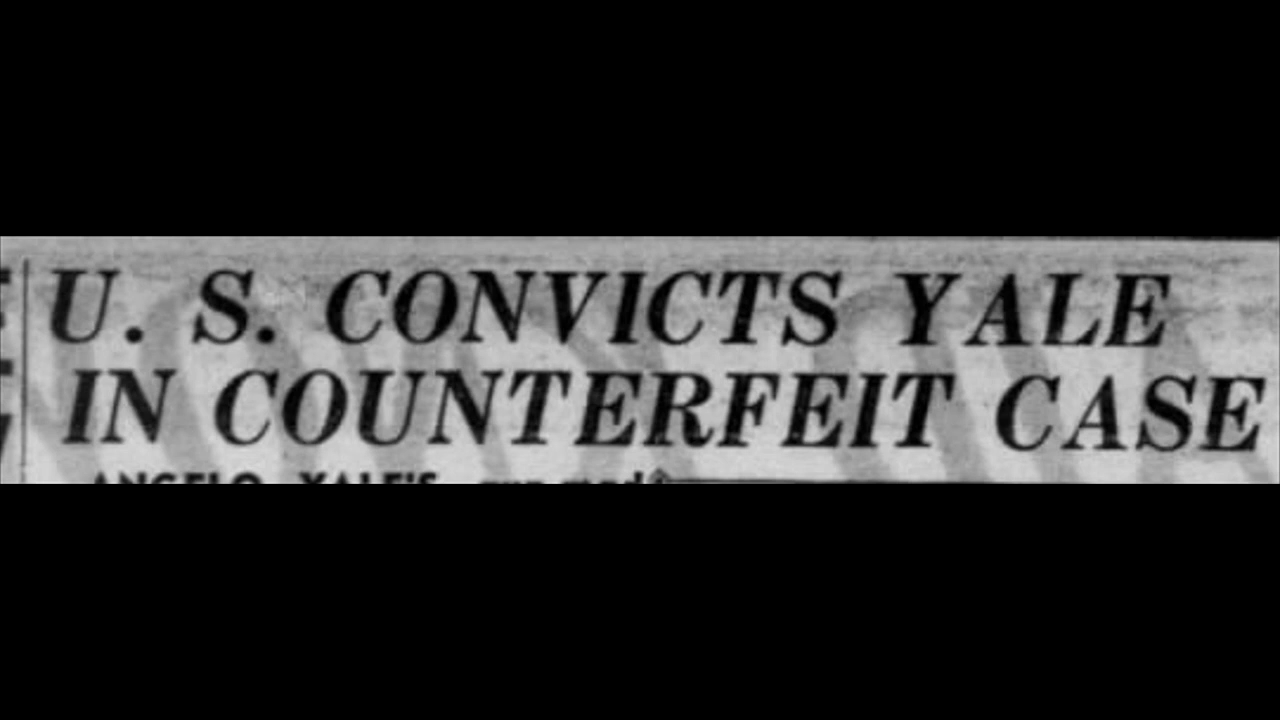 U. S. CONVICTS YALE
IN COUNTERFEIT CASE
ANGELO YALE'S